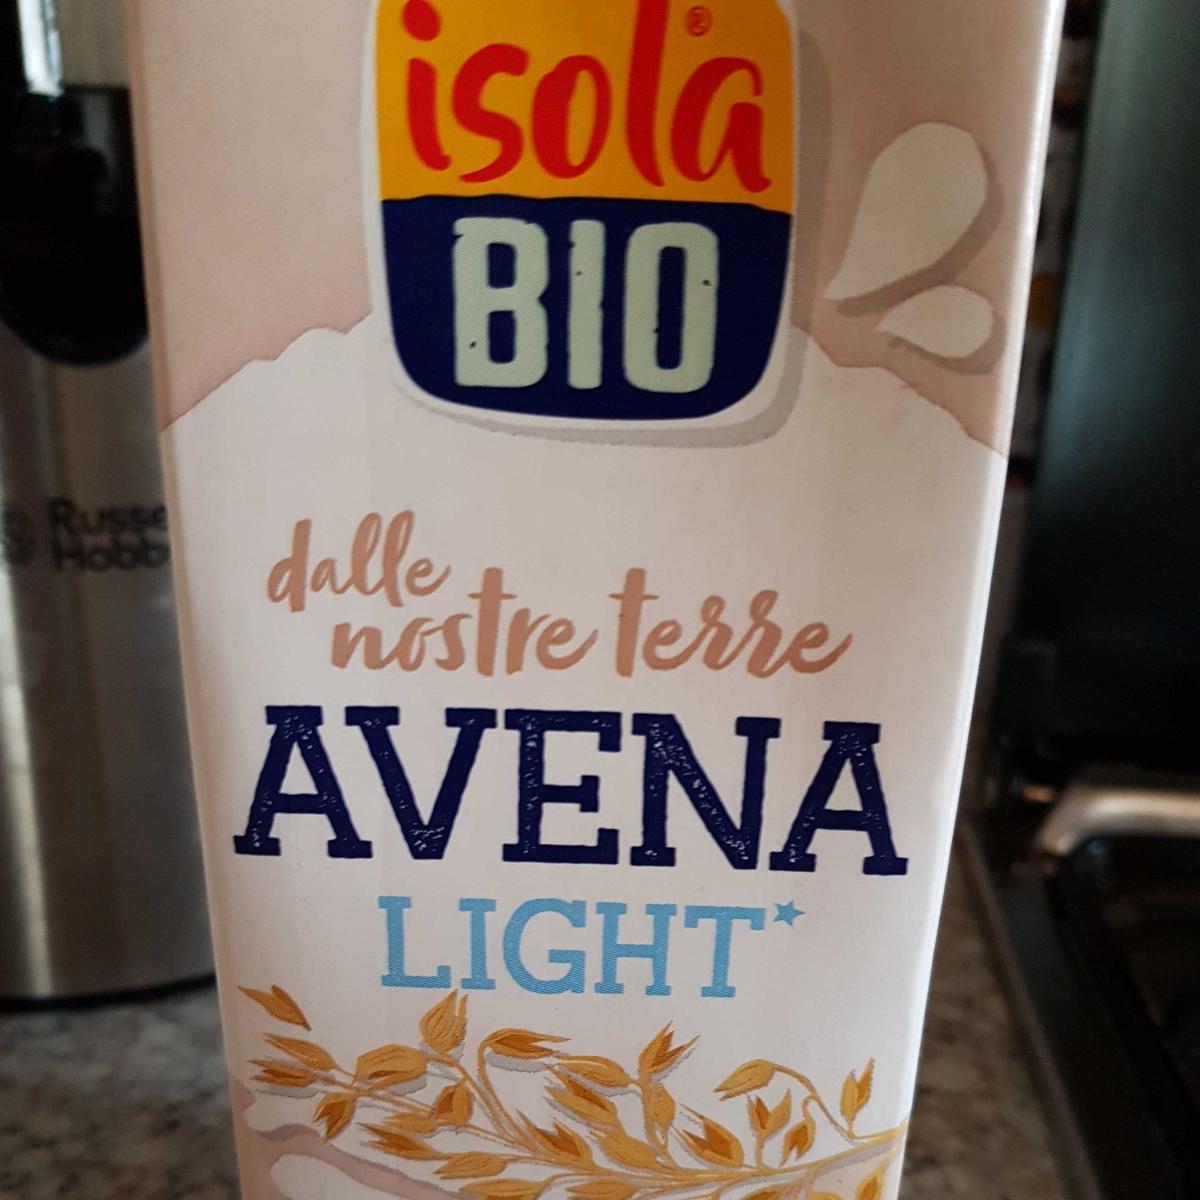 isola®
BIO
dalle
nostre terre
AVENA
LIGHT*